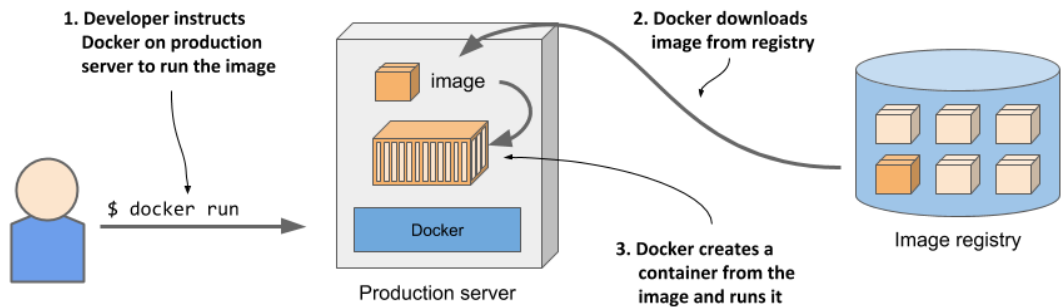 1. Developer instructs
Docker on production
server to run the image
2. Docker downloads
image from registry
image
$ docker run
Docker
Image registry
3. Docker creates a
container from the
image and runs it
Production server